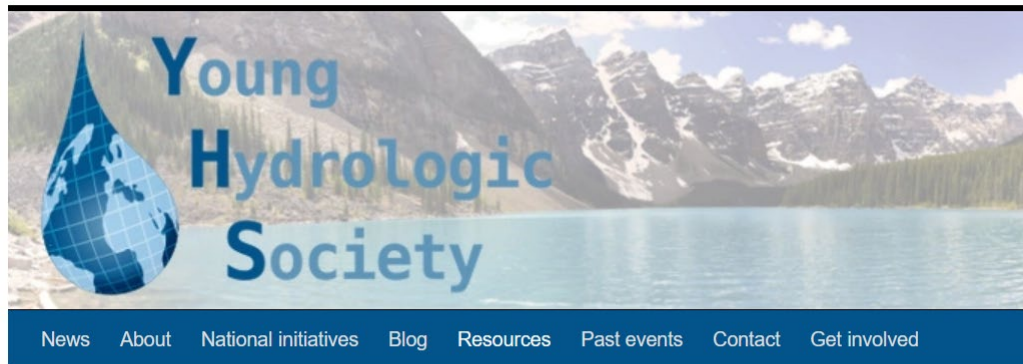 Young
Hydrologic
Society
News About National initiatives Blog Resources Past events Contact Get involved